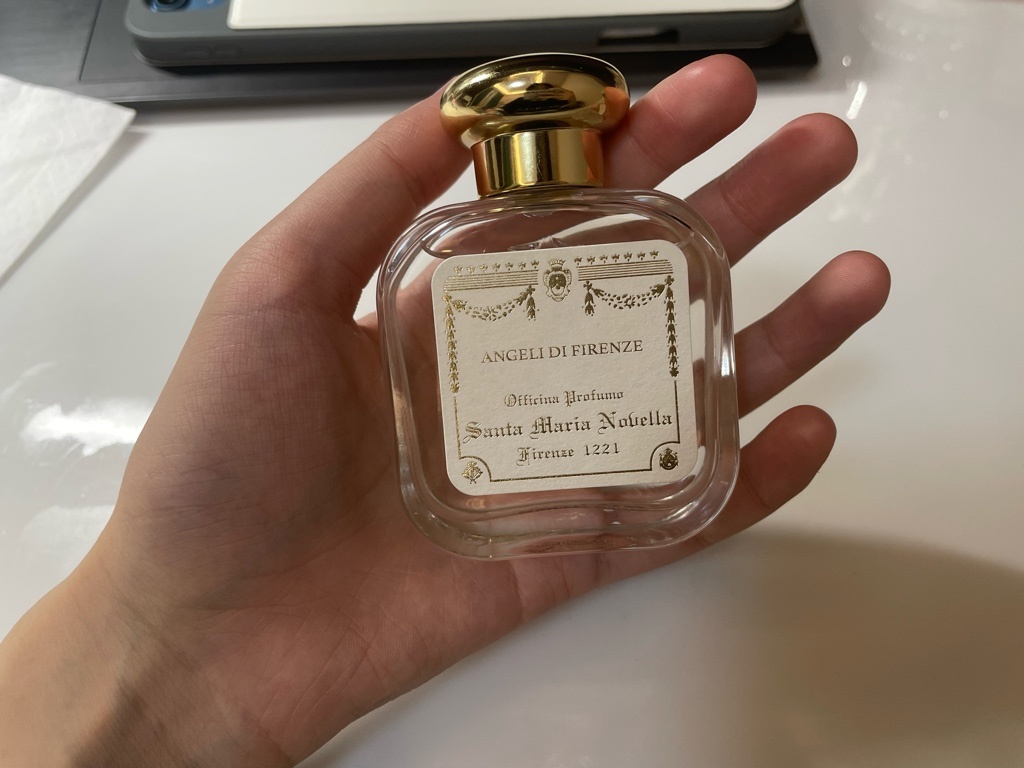 ANGELI DI FIRENZE
Officina Profumo
Santa Maria Novella
Firenze 1221